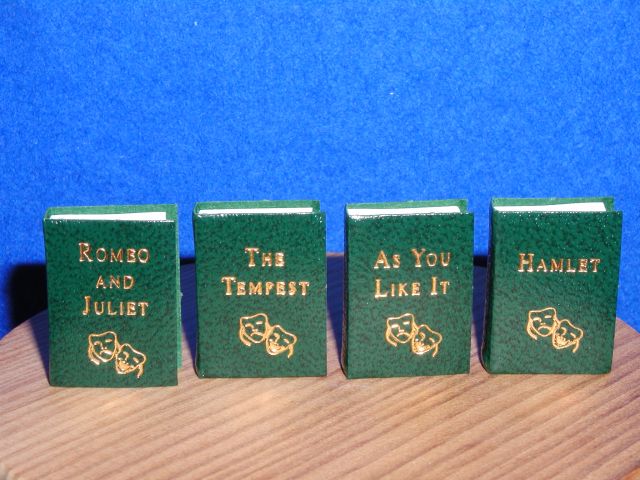 Romeo
and
Juliet
The
Tempest
As You
Like It
Hamlet